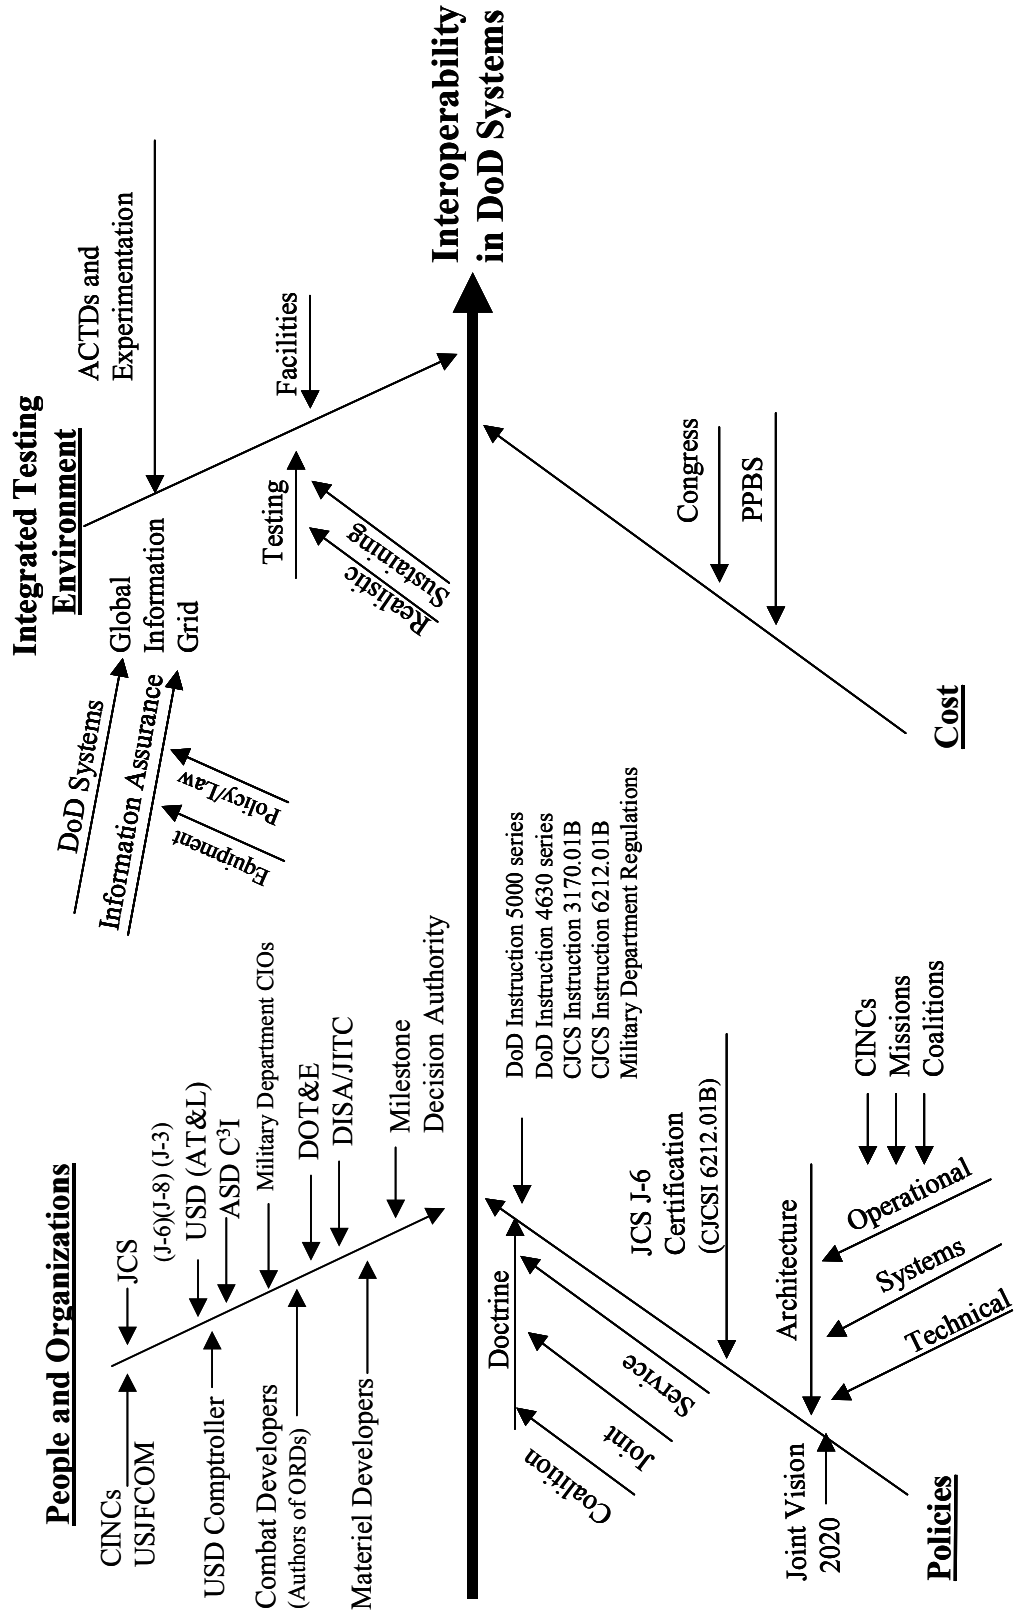 People and Organizations
CINCs
USJFCOM
JCS
(J-6)(J-8) (J-3)
USD Comptroller
USD (AT&L)
ASD C³I
Combat Developers
(Authors of ORDs)
Military Department CIOs
DOT&E
DISA/JITC
Materiel Developers
Milestone
Decision Authority
Integrated Testing
Environment
DoD Systems
Information Assurance
Global
Information
Grid
Equipment
Policy/Law
ACTDs and
Experimentation
Testing
Realistic
Sustaining
Facilities
Interoperability
in DoD Systems
Doctrine
Coalition
Joint
Service
DoD Instruction 5000 series
DoD Instruction 4630 series
CJCS Instruction 3170.01B
CJCS Instruction 6212.01B
Military Department Regulations
JCS J-6
Certification
(CJCSI 6212.01B)
Architecture
Technical
Systems
Operational
CINCs
Missions
Coalitions
Joint Vision
2020
Policies
Congress
PPBS
Cost